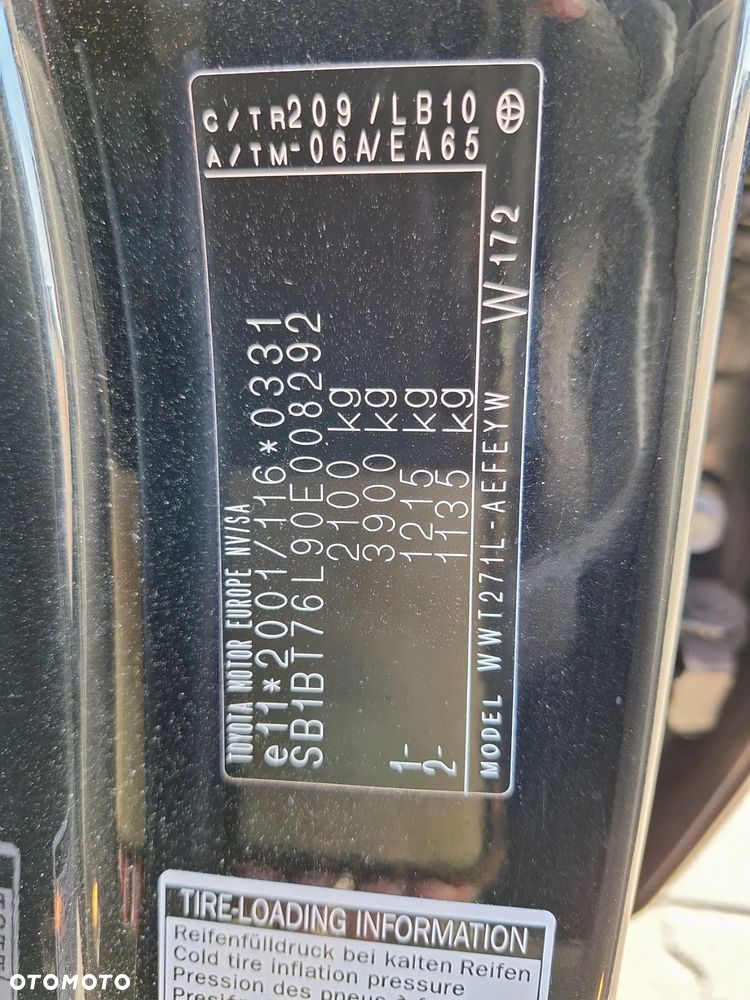 C/TR209 /LB10
A/TM-06A/EA65
TOYOTA MOTOR EUROPE NV/SA
e11*2001/116*0331
SB1BT76L90E008292
2100 kg
3900 kg
1- 1215 kg
2- 1135 kg
MODEL WWT271L-AEFEYW W172
TIRE-LOADING INFORMATION
Reifenfülldruck bei kalten Reifen
Cold tire inflation pressure
Pression des pneus à
OTOMOTO